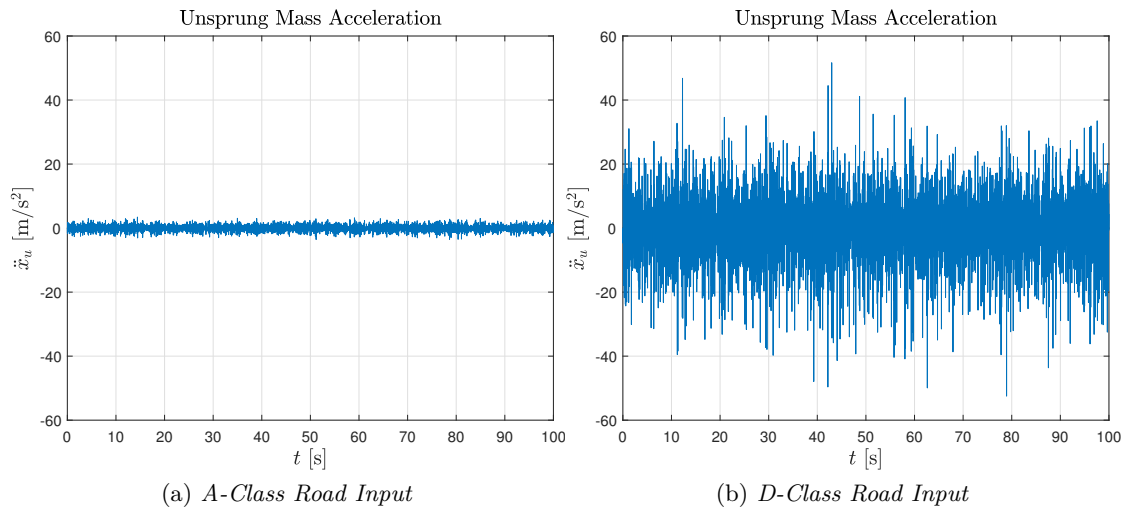 Unsprung Mass Acceleration
60
40
20
0
-20
-40
-60
ẍᵤ [m/s²]
0 10 20 30 40 50 60 70 80 90 100
t [s]
(a) A-Class Road Input
Unsprung Mass Acceleration
60
40
20
0
-20
-40
-60
ẍᵤ [m/s²]
0 10 20 30 40 50 60 70 80 90 100
t [s]
(b) D-Class Road Input